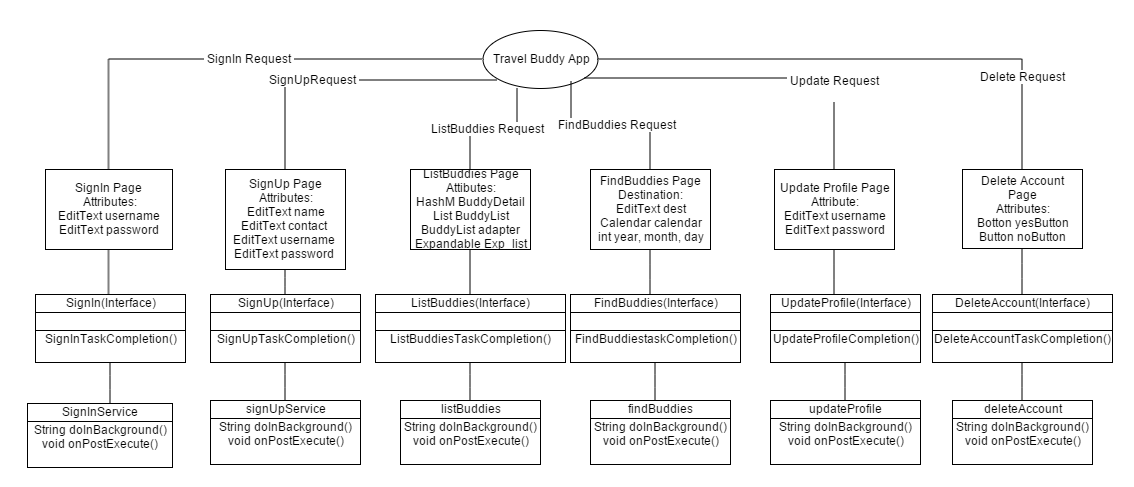 Travel Buddy App
SignIn Request
SignUpRequest
ListBuddies Request
FindBuddies Request
Update Request
Delete Request
SignIn Page
Attributes:
EditText username
EditText password
SignUp Page
Attributes:
EditText name
EditText contact
EditText username
EditText password
ListBuddies Page
Attibutes:
HashM BuddyDetail
List BuddyList
BuddyList adapter
Expandable Exp_list
FindBuddies Page
Destination:
EditText dest
Calendar calendar
int year, month, day
Update Profile Page
Attribute:
EditText username
EditText password
Delete Account
Page
Attributes:
Botton yesButton
Button noButton
SignIn(Interface)
SignInTaskCompletion()
SignUp(Interface)
SignUpTaskCompletion()
ListBuddies(Interface)
ListBuddiesTaskCompletion()
FindBuddies(Interface)
FindBuddiestaskCompletion()
UpdateProfile(Interface)
UpdateProfileCompletion()
DeleteAccount(Interface)
DeleteAccountTaskCompletion()
SignInService
String doInBackground()
void onPostExecute()
signUpService
String doInBackground()
void onPostExecute()
listBuddies
String doInBackground()
void onPostExecute()
findBuddies
String doInBackground()
void onPostExecute()
updateProfile
String doInBackground()
void onPostExecute()
deleteAccount
String doInBackground()
void onPostExecute()